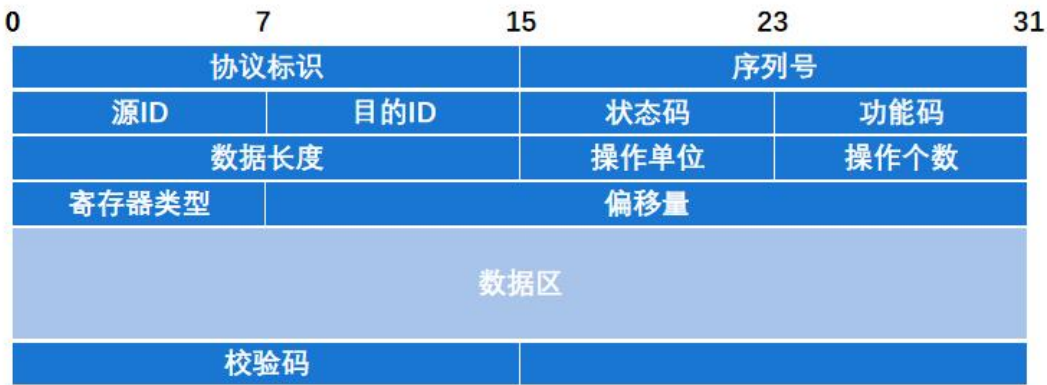 0 7 15 23 31
协议标识 序列号
源ID 目的ID 状态码 功能码
数据长度 操作单位 操作个数
寄存器类型 偏移量
数据区
校验码